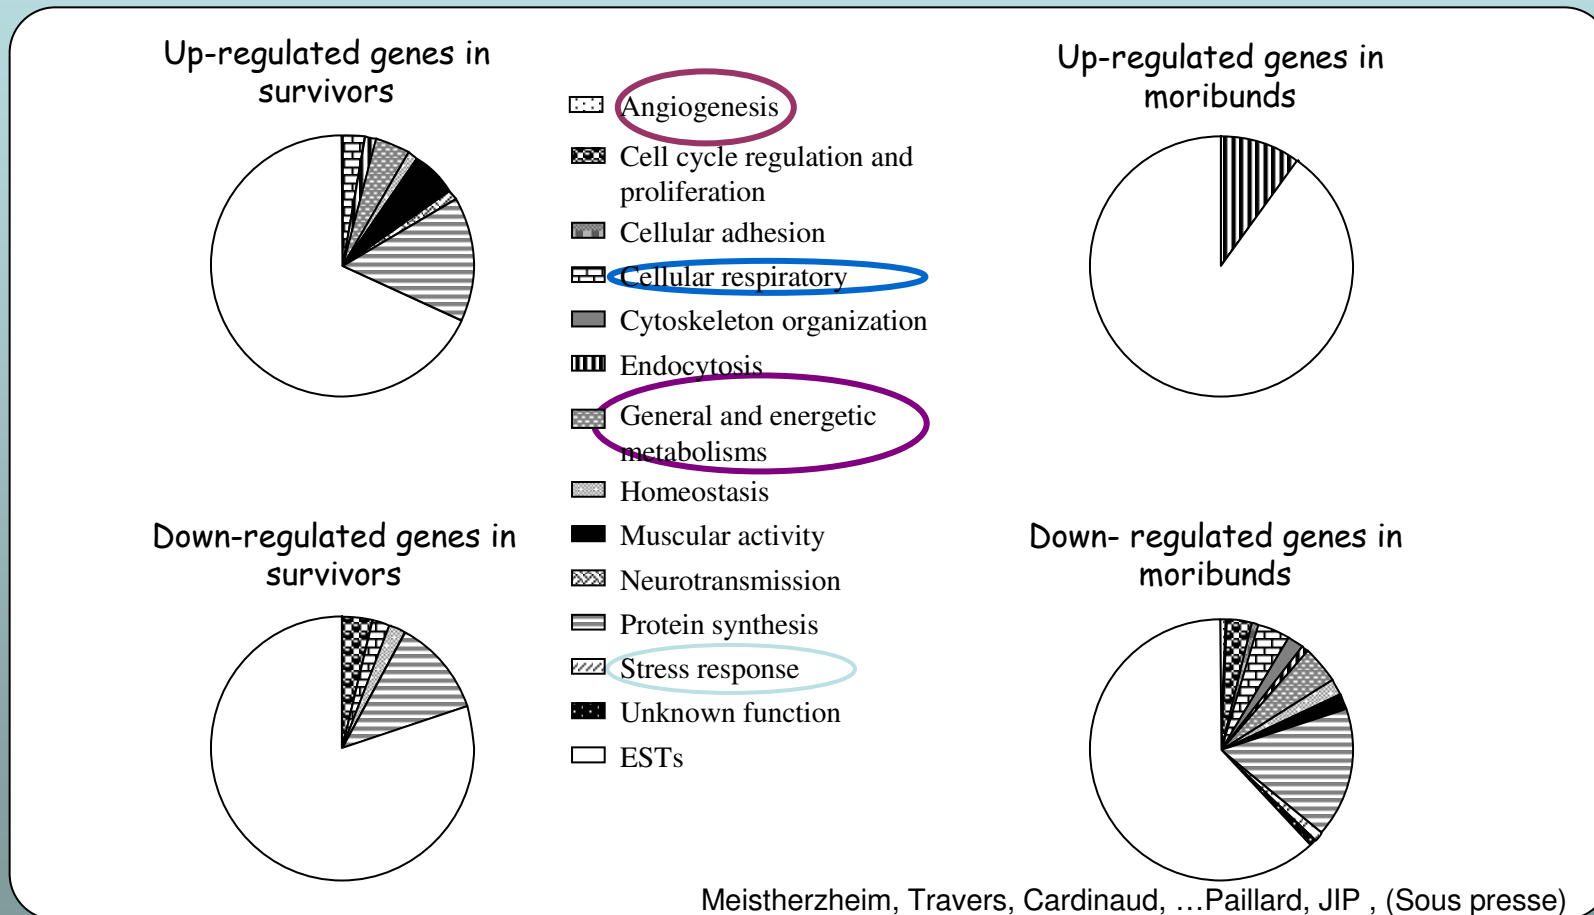 Up-regulated genes in
survivors
Up-regulated genes in
moribunds
Angiogenesis
Cell cycle regulation and
proliferation
Cellular adhesion
Cellular respiratory
Cytoskeleton organization
Endocytosis
General and energetic
metabolisms
Homeostasis
Muscular activity
Neurotransmission
Protein synthesis
Stress response
Unknown function
ESTs
Down-regulated genes in
survivors
Down- regulated genes in
moribunds
Meistherzheim, Travers, Cardinaud, …Paillard, JIP , (Sous presse)